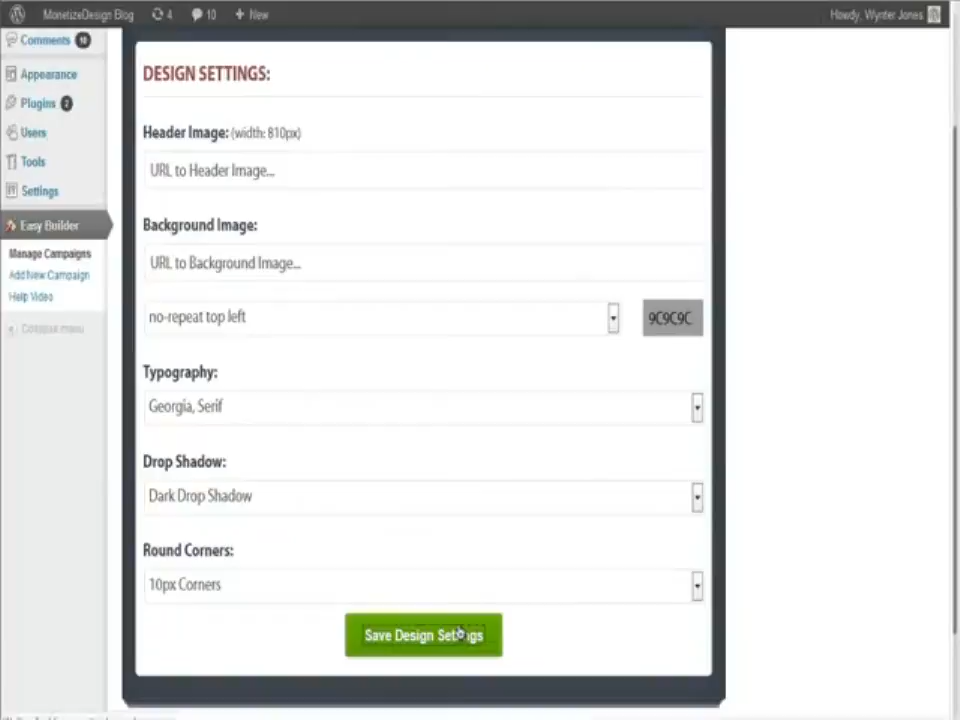 MonetizeDesign Blog 4 10 + New Howdy, Wynter Jones
Comments 10
Appearance
Plugins 2
Users
Tools
Settings
Easy Builder
Manage Campaigns
Add New Campaign
Help Video
Collapse menu
DESIGN SETTINGS:
Header Image: (width: 810px)
URL to Header Image...
Background Image:
URL to Background Image...
no-repeat top left 9C9C9C
Typography:
Georgia, Serif
Drop Shadow:
Dark Drop Shadow
Round Corners:
10px Corners
Save Design Settings